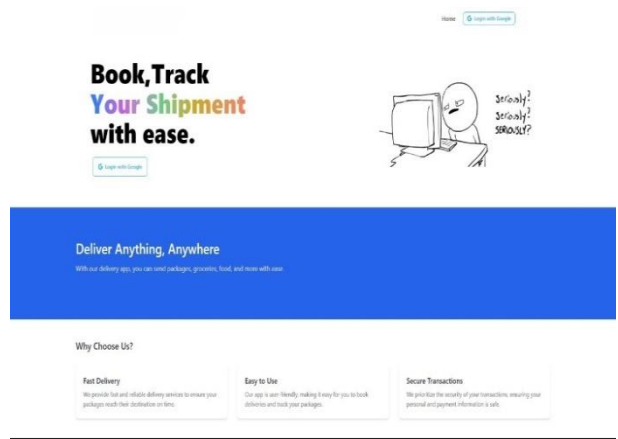 Home
Login with Google
Book,Track
Your Shipment
with ease.
Login with Google
Seriously?
Seriously?
SERIOUSLY?
Deliver Anything, Anywhere
With our delivery app, you can send packages, groceries, food, and more with ease.
Why Choose Us?
Fast Delivery
We provide fast and reliable delivery services to ensure your
packages reach their destination on time.
Easy to Use
Our app is user-friendly, making it easy for you to book
deliveries and track your packages.
Secure Transactions
We prioritize the security of your transactions, ensuring your
personal and payment information is safe.